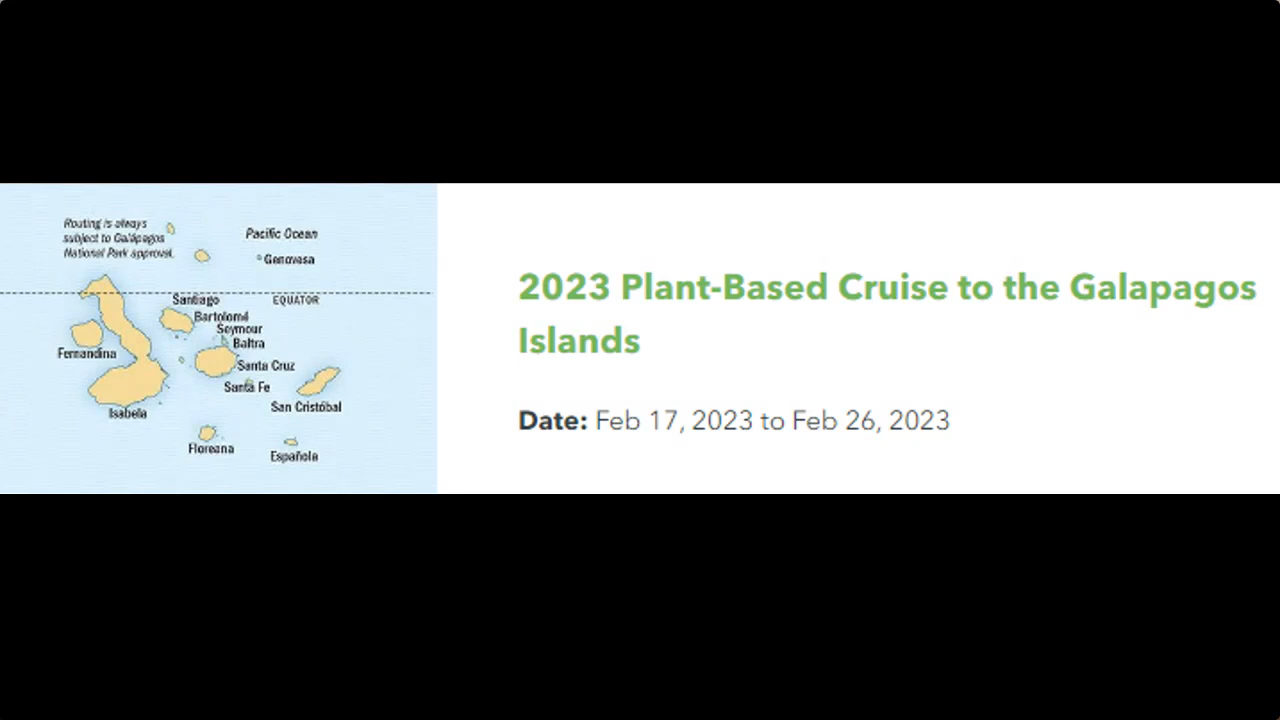 Routing is always
subject to Galápagos
National Park approval.
Pacific Ocean
Genovesa
EQUATOR
Santiago
Bartolomé
Seymour
Baltra
Fernandina
Santa Cruz
Santa Fe
San Cristóbal
Isabela
Floreana
Española
2023 Plant-Based Cruise to the Galapagos
Islands
Date: Feb 17, 2023 to Feb 26, 2023